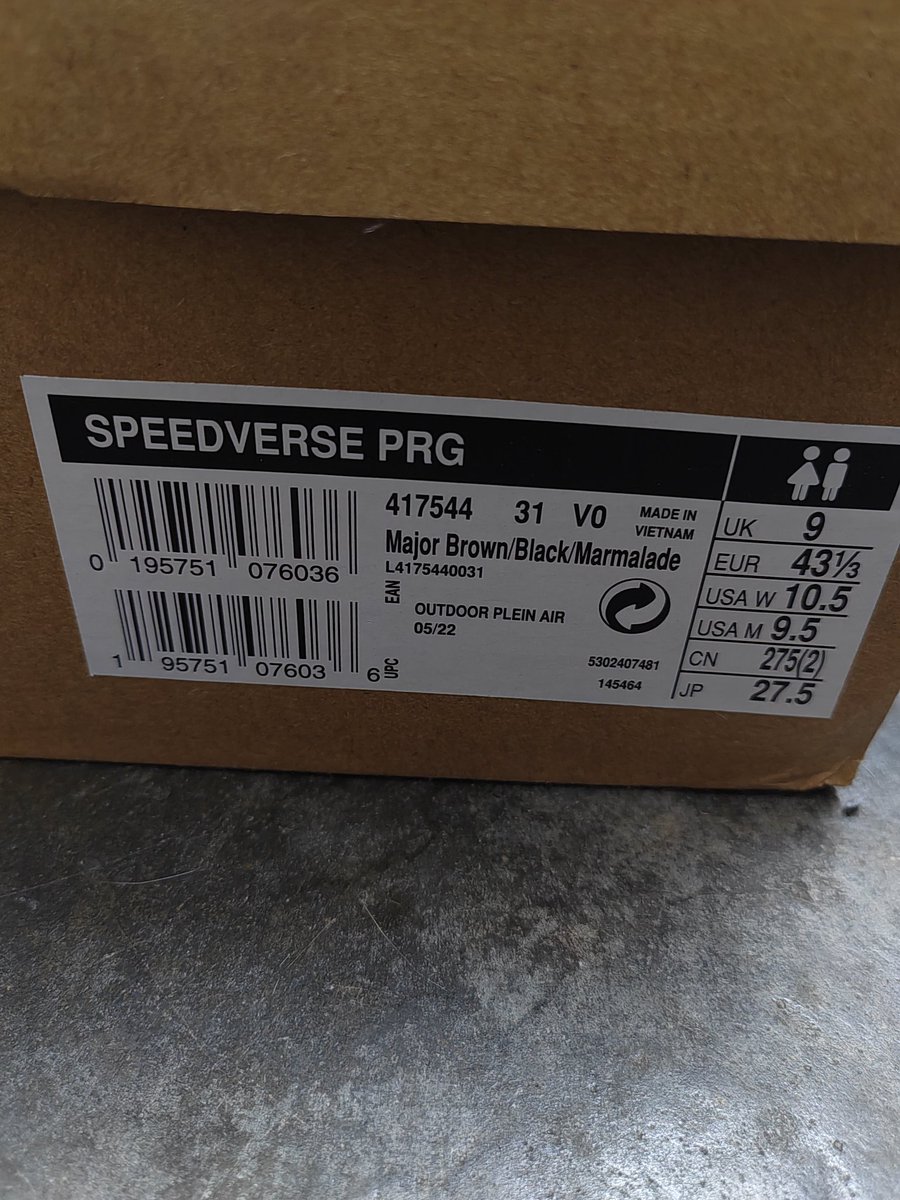 SPEEDVERSE PRG
0 195751 076036
EAN
1 95751 07603 6
UPC
417544 31 V0
MADE IN
VIETNAM
Major Brown/Black/Marmalade
L4175440031
OUTDOOR PLEIN AIR
05/22
5302407481
145464
UK 9
EUR 43⅓
USA W 10.5
USA M 9.5
CN 275(2)
JP 27.5